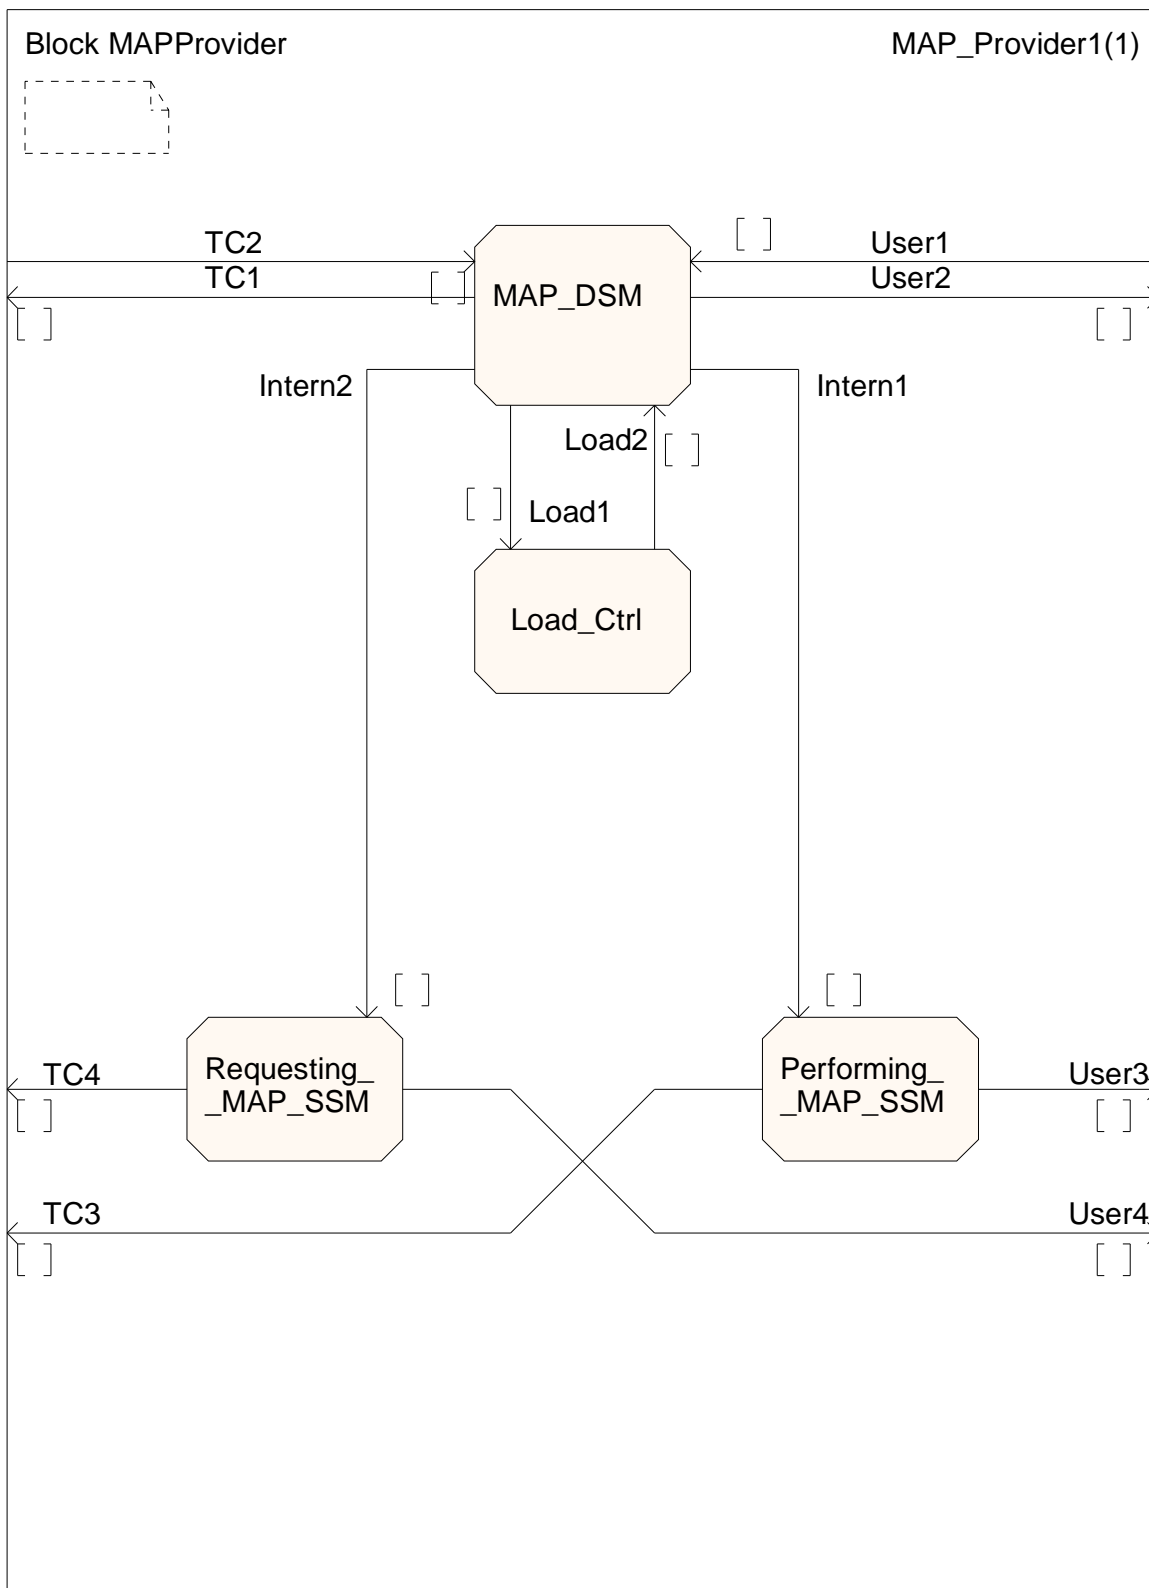 Block MAPProvider
MAP_Provider1(1)
TC2
User1
TC1
User2
[ ]
[ ]
MAP_DSM
[ ]
[ ]
Intern2
Intern1
Load2
[ ]
[ ]
Load1
Load_Ctrl
[ ]
[ ]
TC4
Requesting_
_MAP_SSM
Performing_
_MAP_SSM
User3
[ ]
[ ]
TC3
User4
[ ]
[ ]